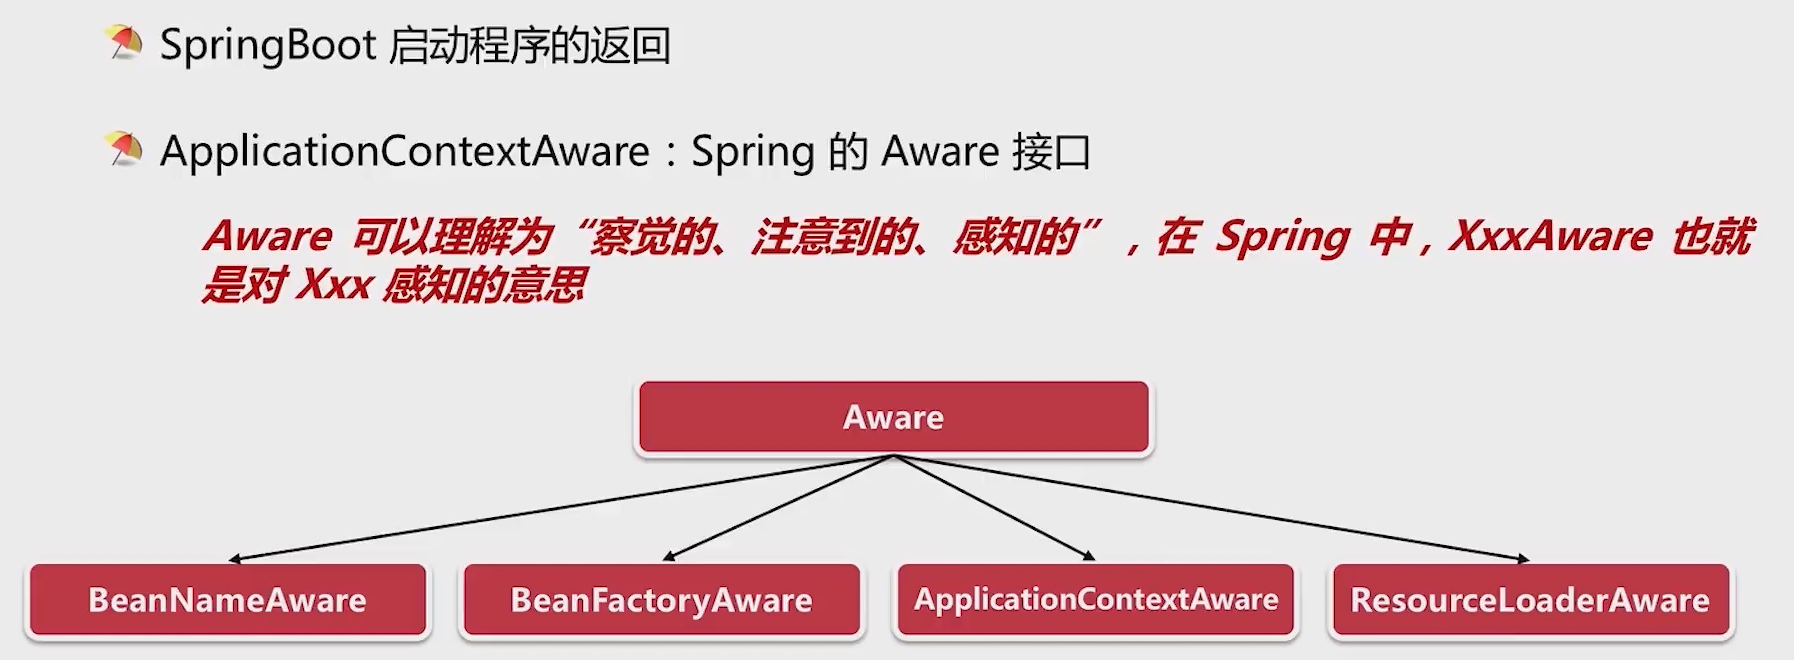 SpringBoot 启动程序的返回
ApplicationContextAware：Spring 的 Aware 接口
Aware 可以理解为“察觉的、注意到的、感知的”，在 Spring 中，XxxAware 也就
是对 Xxx 感知的意思
Aware
BeanNameAware
BeanFactoryAware
ApplicationContextAware
ResourceLoaderAware